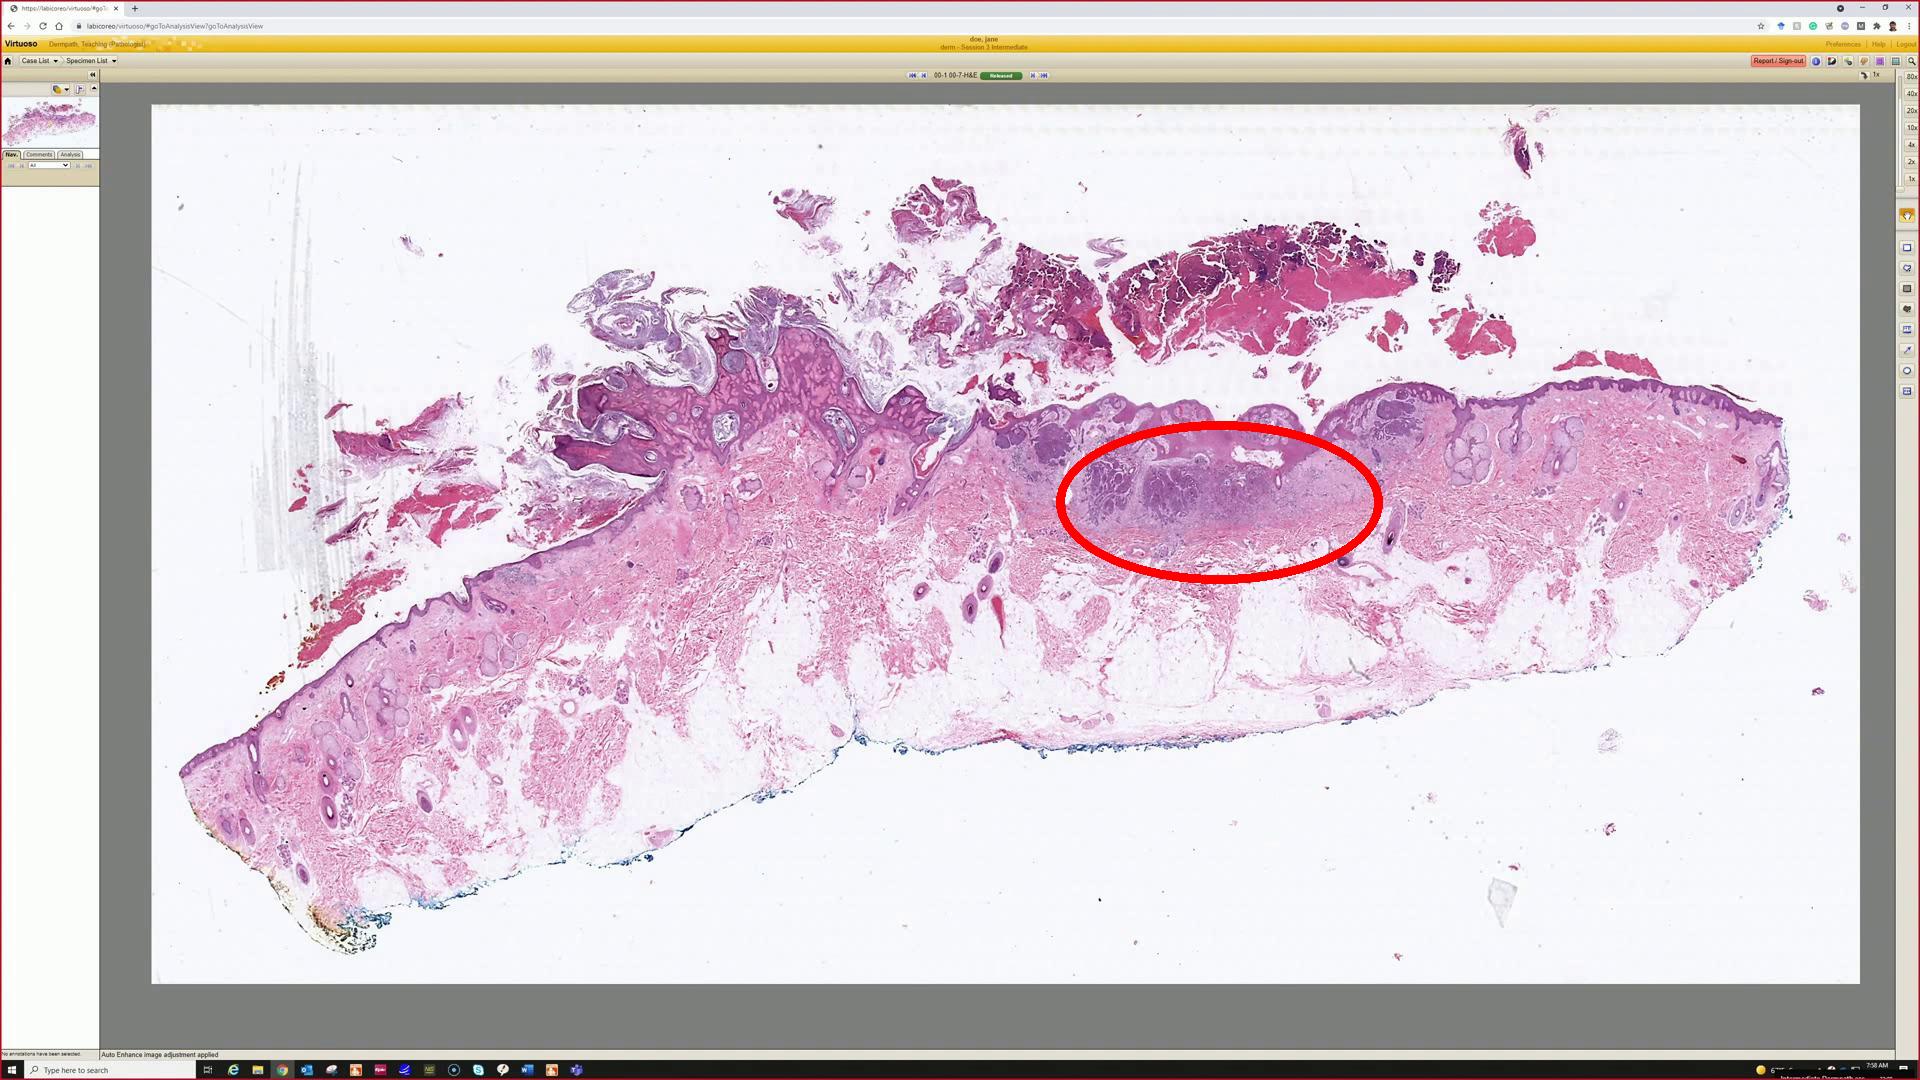 https://labicoreo/virtuoso/#goTo
labicoreo/virtuoso/#goToAnalysisView?goToAnalysisView
Virtuoso
Dermpath, Teaching (Pathologist)
doe, jane
derm - Session 3 Intermediate
Preferences | Help | Logout
Case List
Specimen List
Report / Sign-out
00-1 00-7-H&E
Released
1x
80x
40x
20x
10x
4x
2x
1x
Nav.
Comments
Analysis
All
No annotations have been selected.
Auto Enhance image adjustment applied
Type here to search
7:58 AM